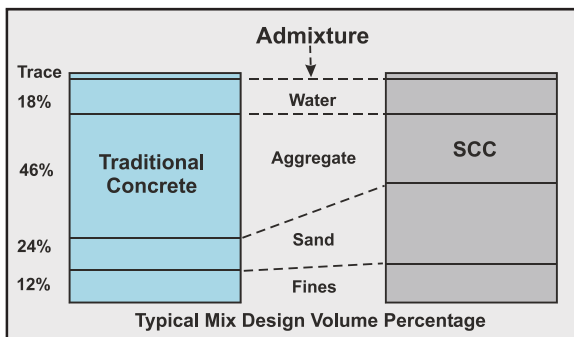 Admixture
Trace
18%
Water
46%
Traditional
Concrete
Aggregate
SCC
24%
Sand
12%
Fines
Typical Mix Design Volume Percentage